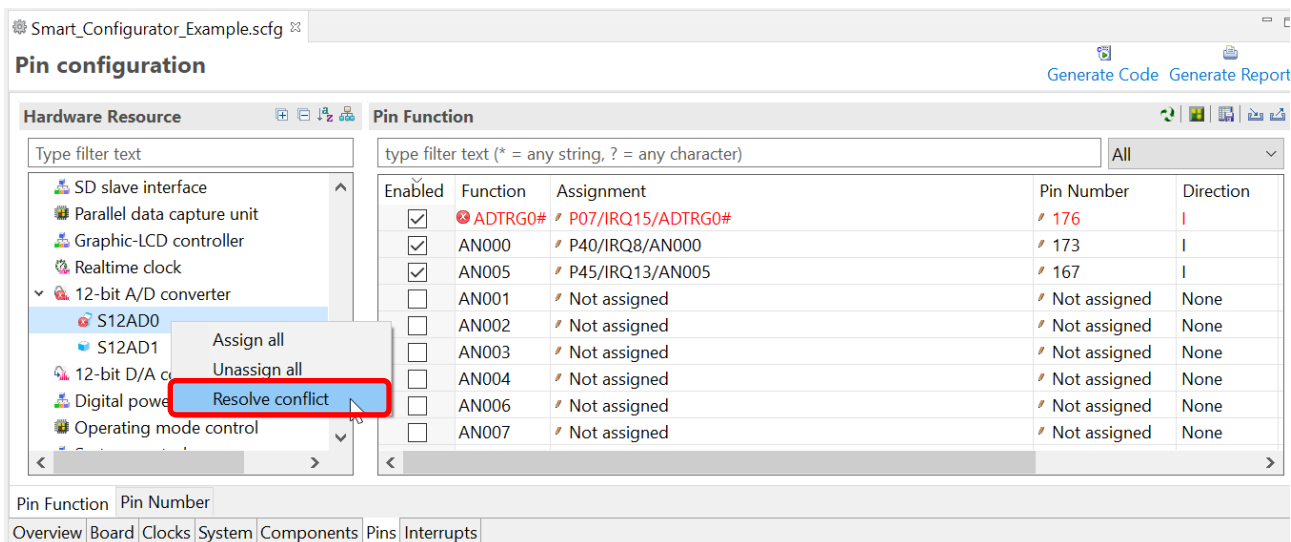 Smart_Configurator_Example.scfg
Pin configuration
Generate Code Generate Report
Hardware Resource
Pin Function
Type filter text
type filter text (* = any string, ? = any character)
All
SD slave interface
Parallel data capture unit
Graphic-LCD controller
Realtime clock
12-bit A/D converter
S12AD0
S12AD1
12-bit D/A
Digital powe
Operating mode control
Assign all
Unassign all
Resolve conflict
Enabled Function Assignment Pin Number Direction
ADTRG0# P07/IRQ15/ADTRG0# 176 I
AN000 P40/IRQ8/AN000 173 I
AN005 P45/IRQ13/AN005 167 I
AN001 Not assigned Not assigned None
AN002 Not assigned Not assigned None
AN003 Not assigned Not assigned None
AN004 Not assigned Not assigned None
AN006 Not assigned Not assigned None
AN007 Not assigned Not assigned None
Pin Function Pin Number
Overview Board Clocks System Components Pins Interrupts